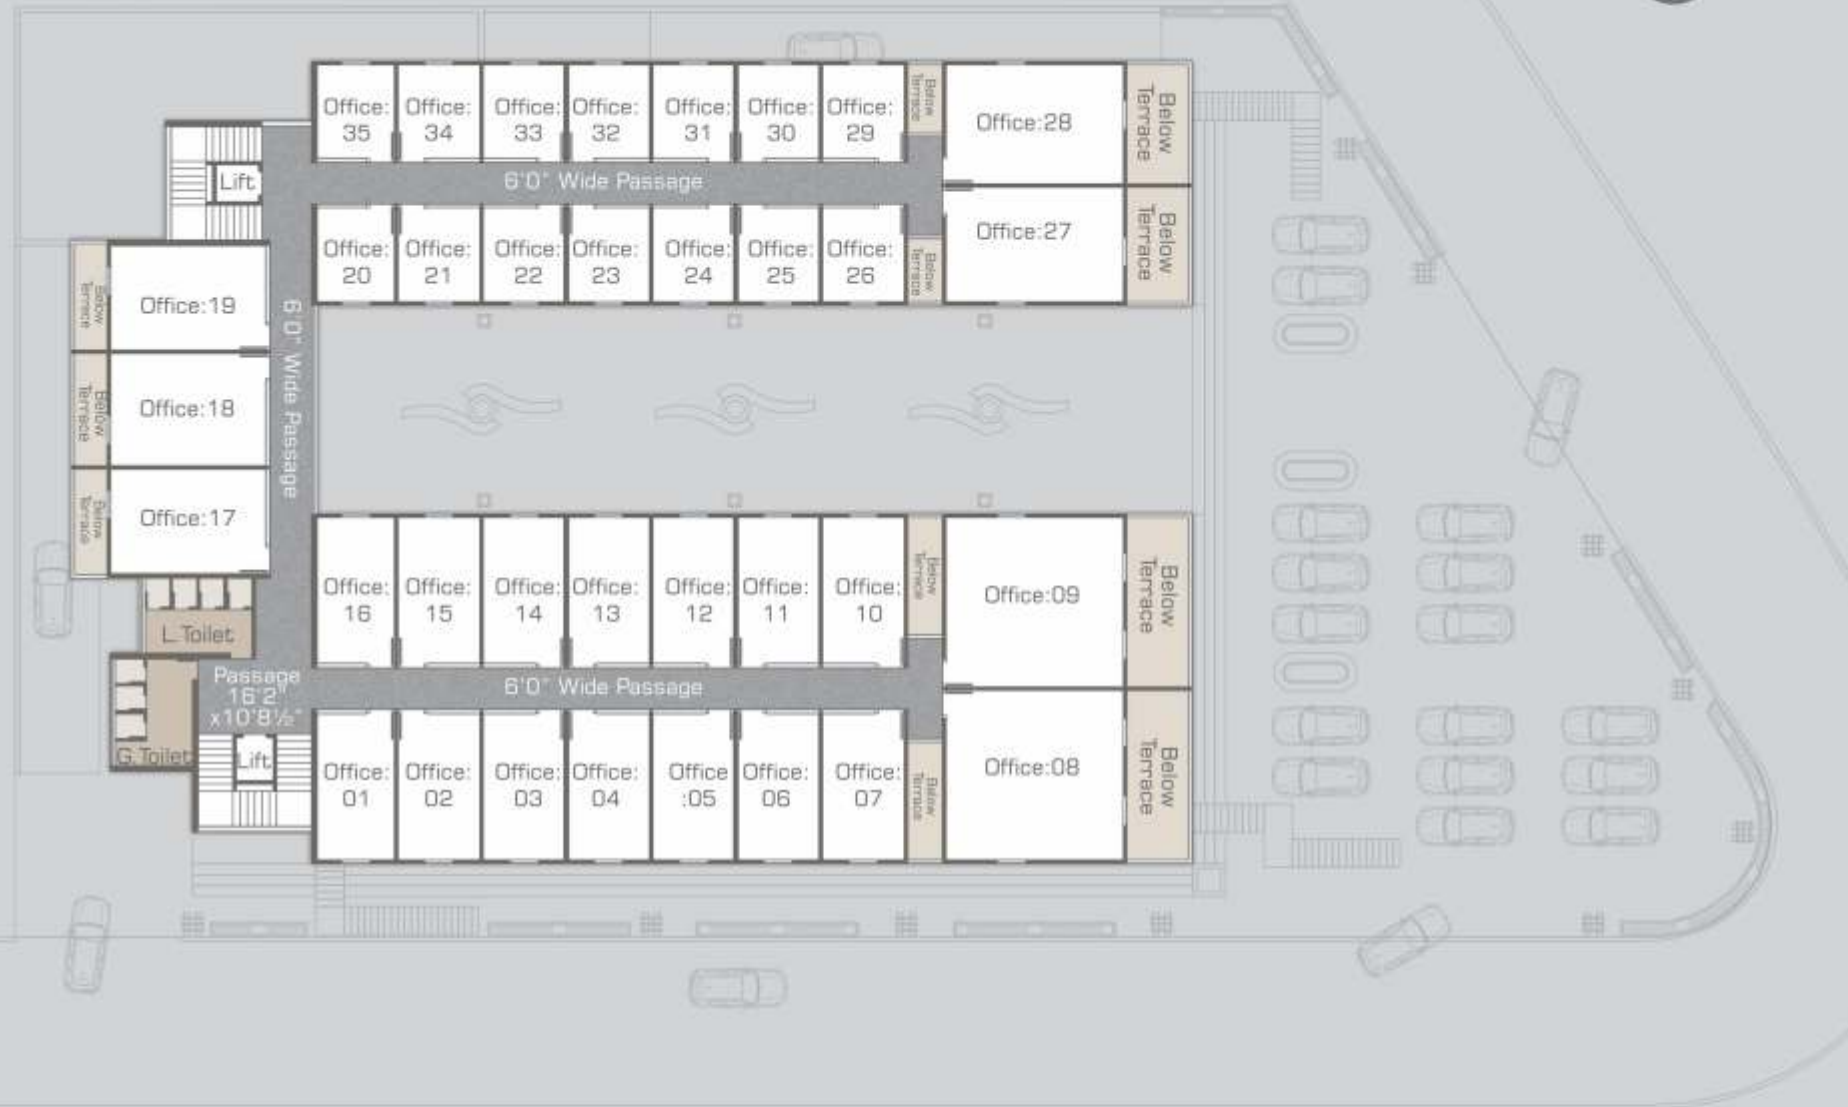 Office:
35
Office:
34
Office:
33
Office:
32
Office:
31
Office:
30
Office:
29
Below
Terrace
Office:28
Below
Terrace
Lift
6'0" Wide Passage
Office:
20
Office:
21
Office:
22
Office:
23
Office:
24
Office:
25
Office:
26
Below
Terrace
Office:27
Below
Terrace
Below
Terrace
Office:19
6'0" Wide Passage
Below
Terrace
Office:18
Below
Terrace
Office:17
Office:
16
Office:
15
Office:
14
Office:
13
Office:
12
Office:
11
Office:
10
Below
Terrace
Office:09
Below
Terrace
L.Toilet
Passage
16'2"
x10'8½"
6'0" Wide Passage
G.Toilet
Lift
Office:
01
Office:
02
Office:
03
Office:
04
Office
:05
Office:
06
Office:
07
Below
Terrace
Office:08
Below
Terrace